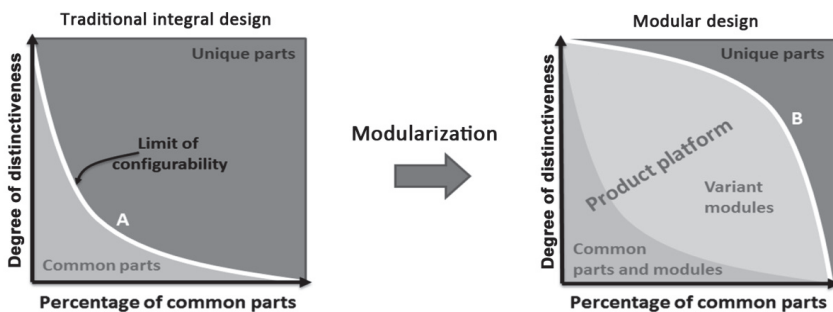 Traditional integral design
Degree of distinctiveness
Unique parts
Limit of
configurability
A
Common parts
Percentage of common parts
Modularization
Modular design
Degree of distinctiveness
Unique parts
B
Product platform
Variant
modules
Common
parts and modules
Percentage of common parts